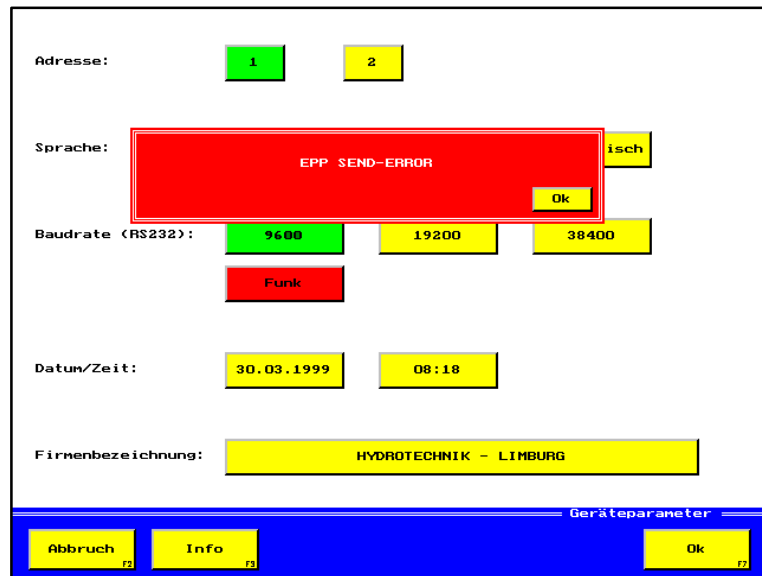 Adresse: 1 2
Sprache: isch
EPP SEND-ERROR
Ok
Baudrate (RS232): 9600 19200 38400
Funk
Datum/Zeit: 30.03.1999 08:18
Firmenbezeichnung: HYDROTECHNIK - LIMBURG
Geräteparameter
Abbruch F2 Info F3 Ok F7